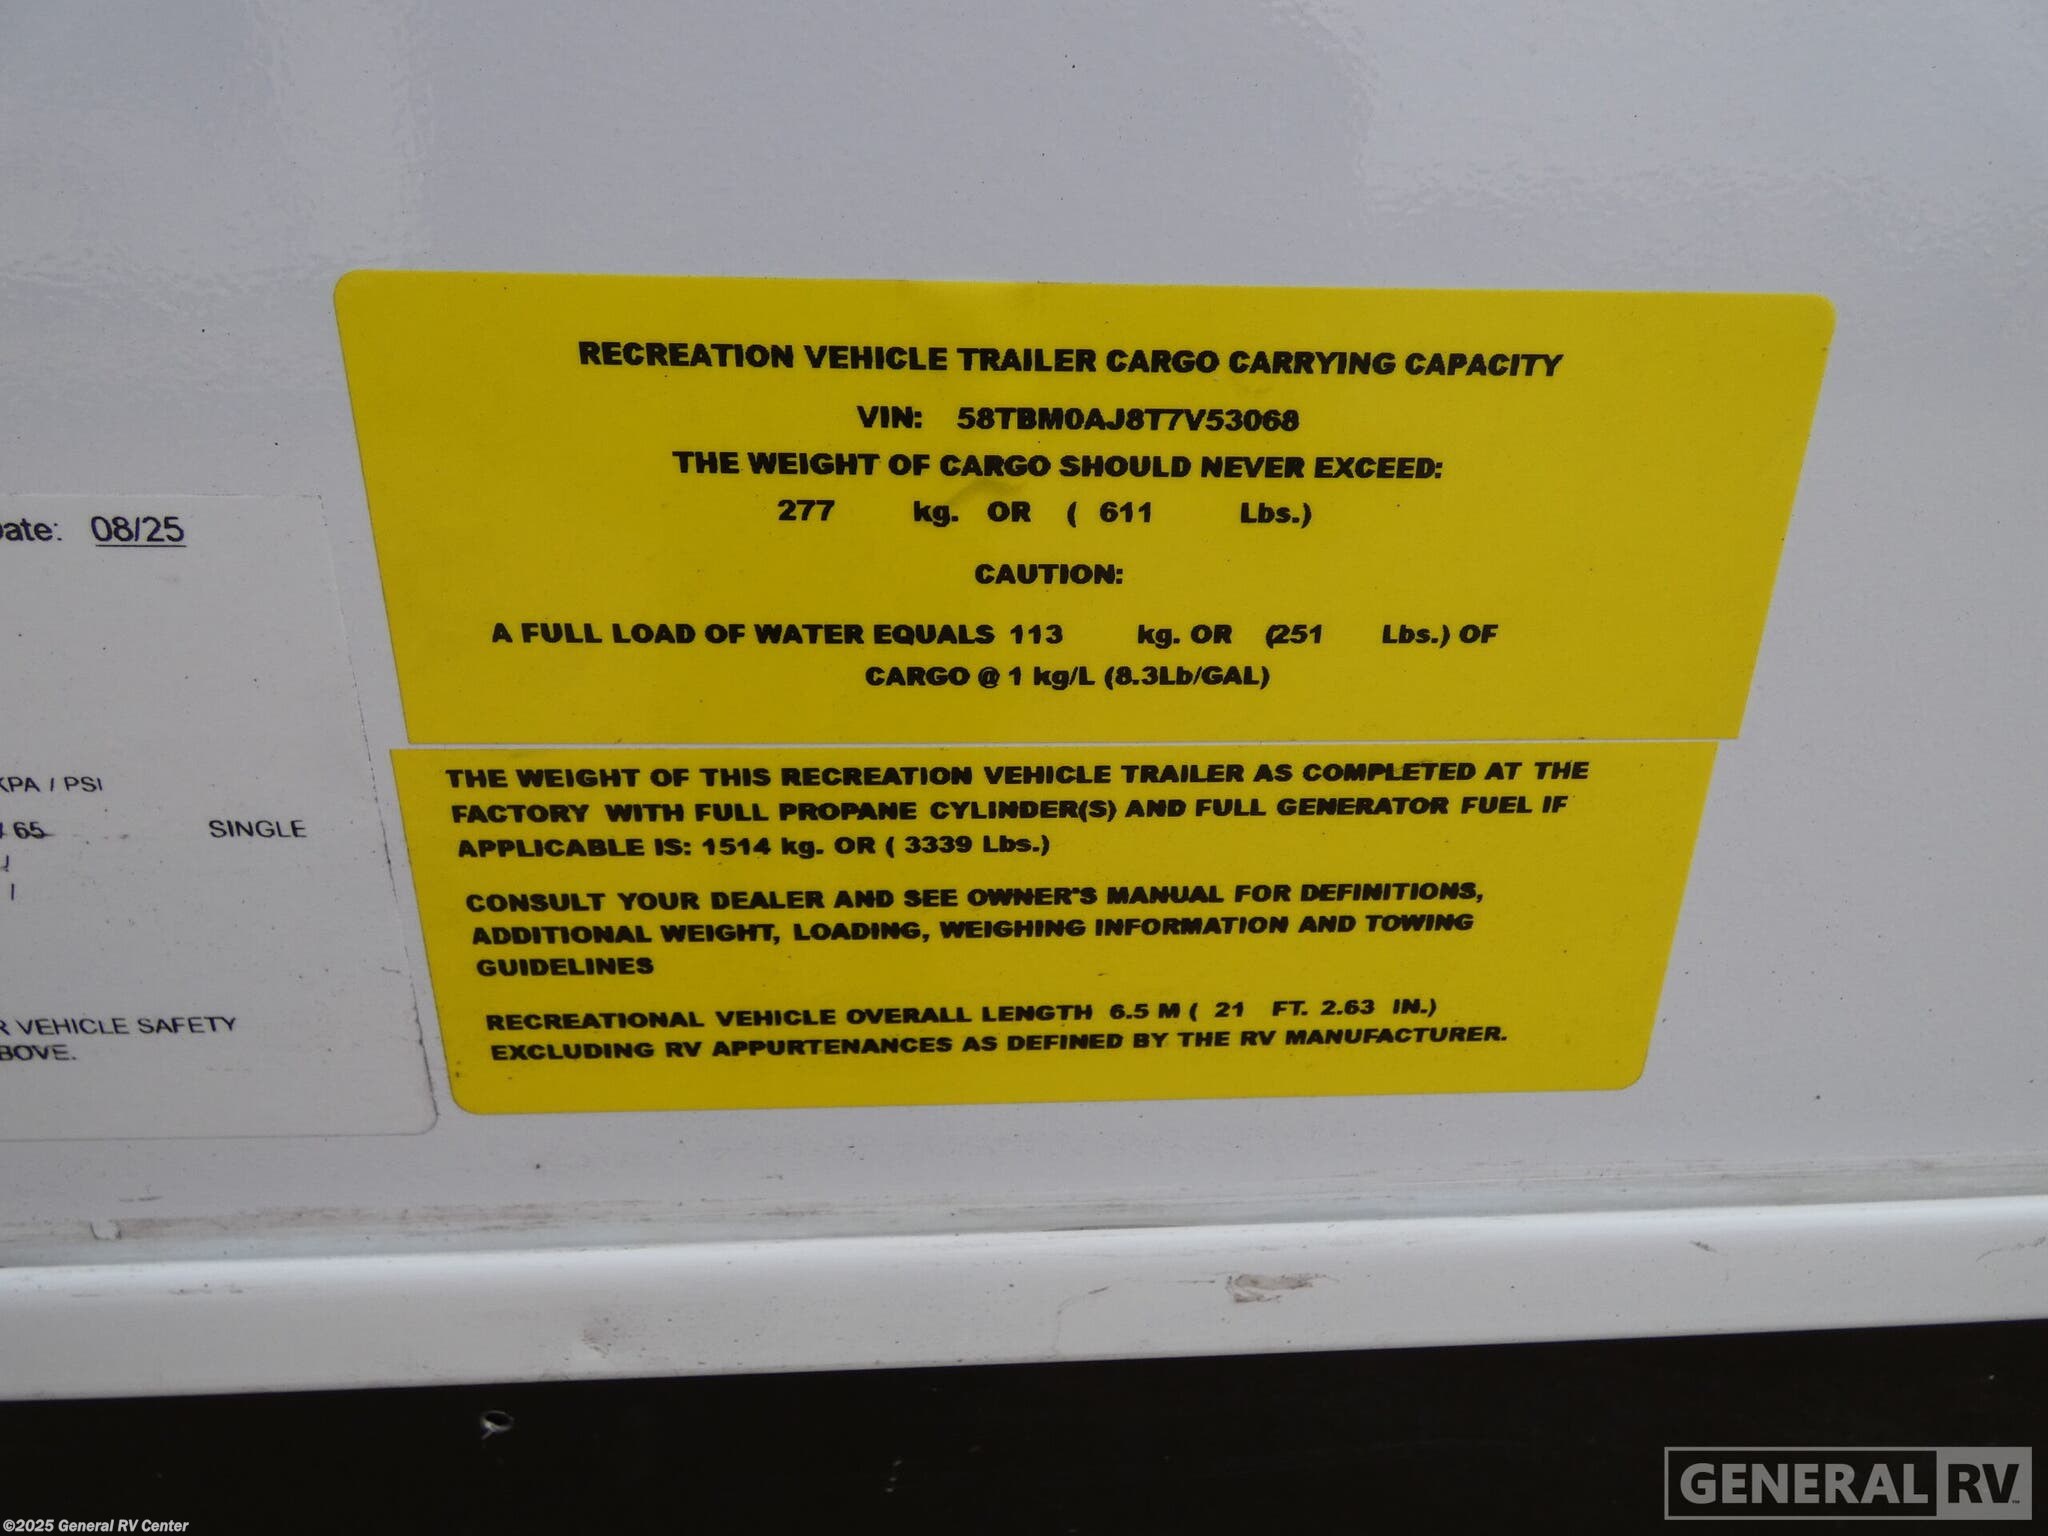 RECREATION VEHICLE TRAILER CARGO CARRYING CAPACITY
VIN: 58TBM0AJ8T7V53068
THE WEIGHT OF CARGO SHOULD NEVER EXCEED:
277 kg. OR ( 611 Lbs.)
CAUTION:
A FULL LOAD OF WATER EQUALS 113 kg. OR (251 Lbs.) OF
CARGO @ 1 kg/L (8.3Lb/GAL)
THE WEIGHT OF THIS RECREATION VEHICLE TRAILER AS COMPLETED AT THE
FACTORY WITH FULL PROPANE CYLINDER(S) AND FULL GENERATOR FUEL IF
APPLICABLE IS: 1514 kg. OR ( 3339 Lbs.)
CONSULT YOUR DEALER AND SEE OWNER'S MANUAL FOR DEFINITIONS,
ADDITIONAL WEIGHT, LOADING, WEIGHING INFORMATION AND TOWING
GUIDELINES
RECREATIONAL VEHICLE OVERALL LENGTH 6.5 M ( 21 FT. 2.63 IN.)
EXCLUDING RV APPURTENANCES AS DEFINED BY THE RV MANUFACTURER.
08/25
KPA / PSI
/ 65 SINGLE
VEHICLE SAFETY
GENERAL RV
©2025 General RV Center